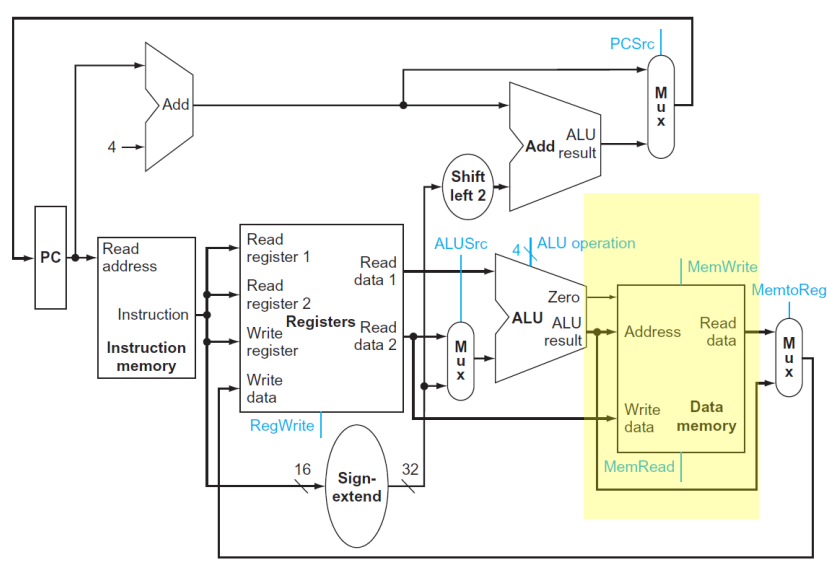 PCSrc
M
u
x
Add
4
Add
ALU
result
Shift
left 2
PC
Read
address
Instruction
Instruction
memory
Read
register 1
Read
register 2
Write
register
Write
data
Registers
Read
data 1
Read
data 2
RegWrite
16
Sign-
extend
32
ALUSrc
M
u
x
4
ALU operation
Zero
ALU
ALU
result
MemWrite
Address
Read
data
Write
data
Data
memory
MemRead
MemtoReg
M
u
x